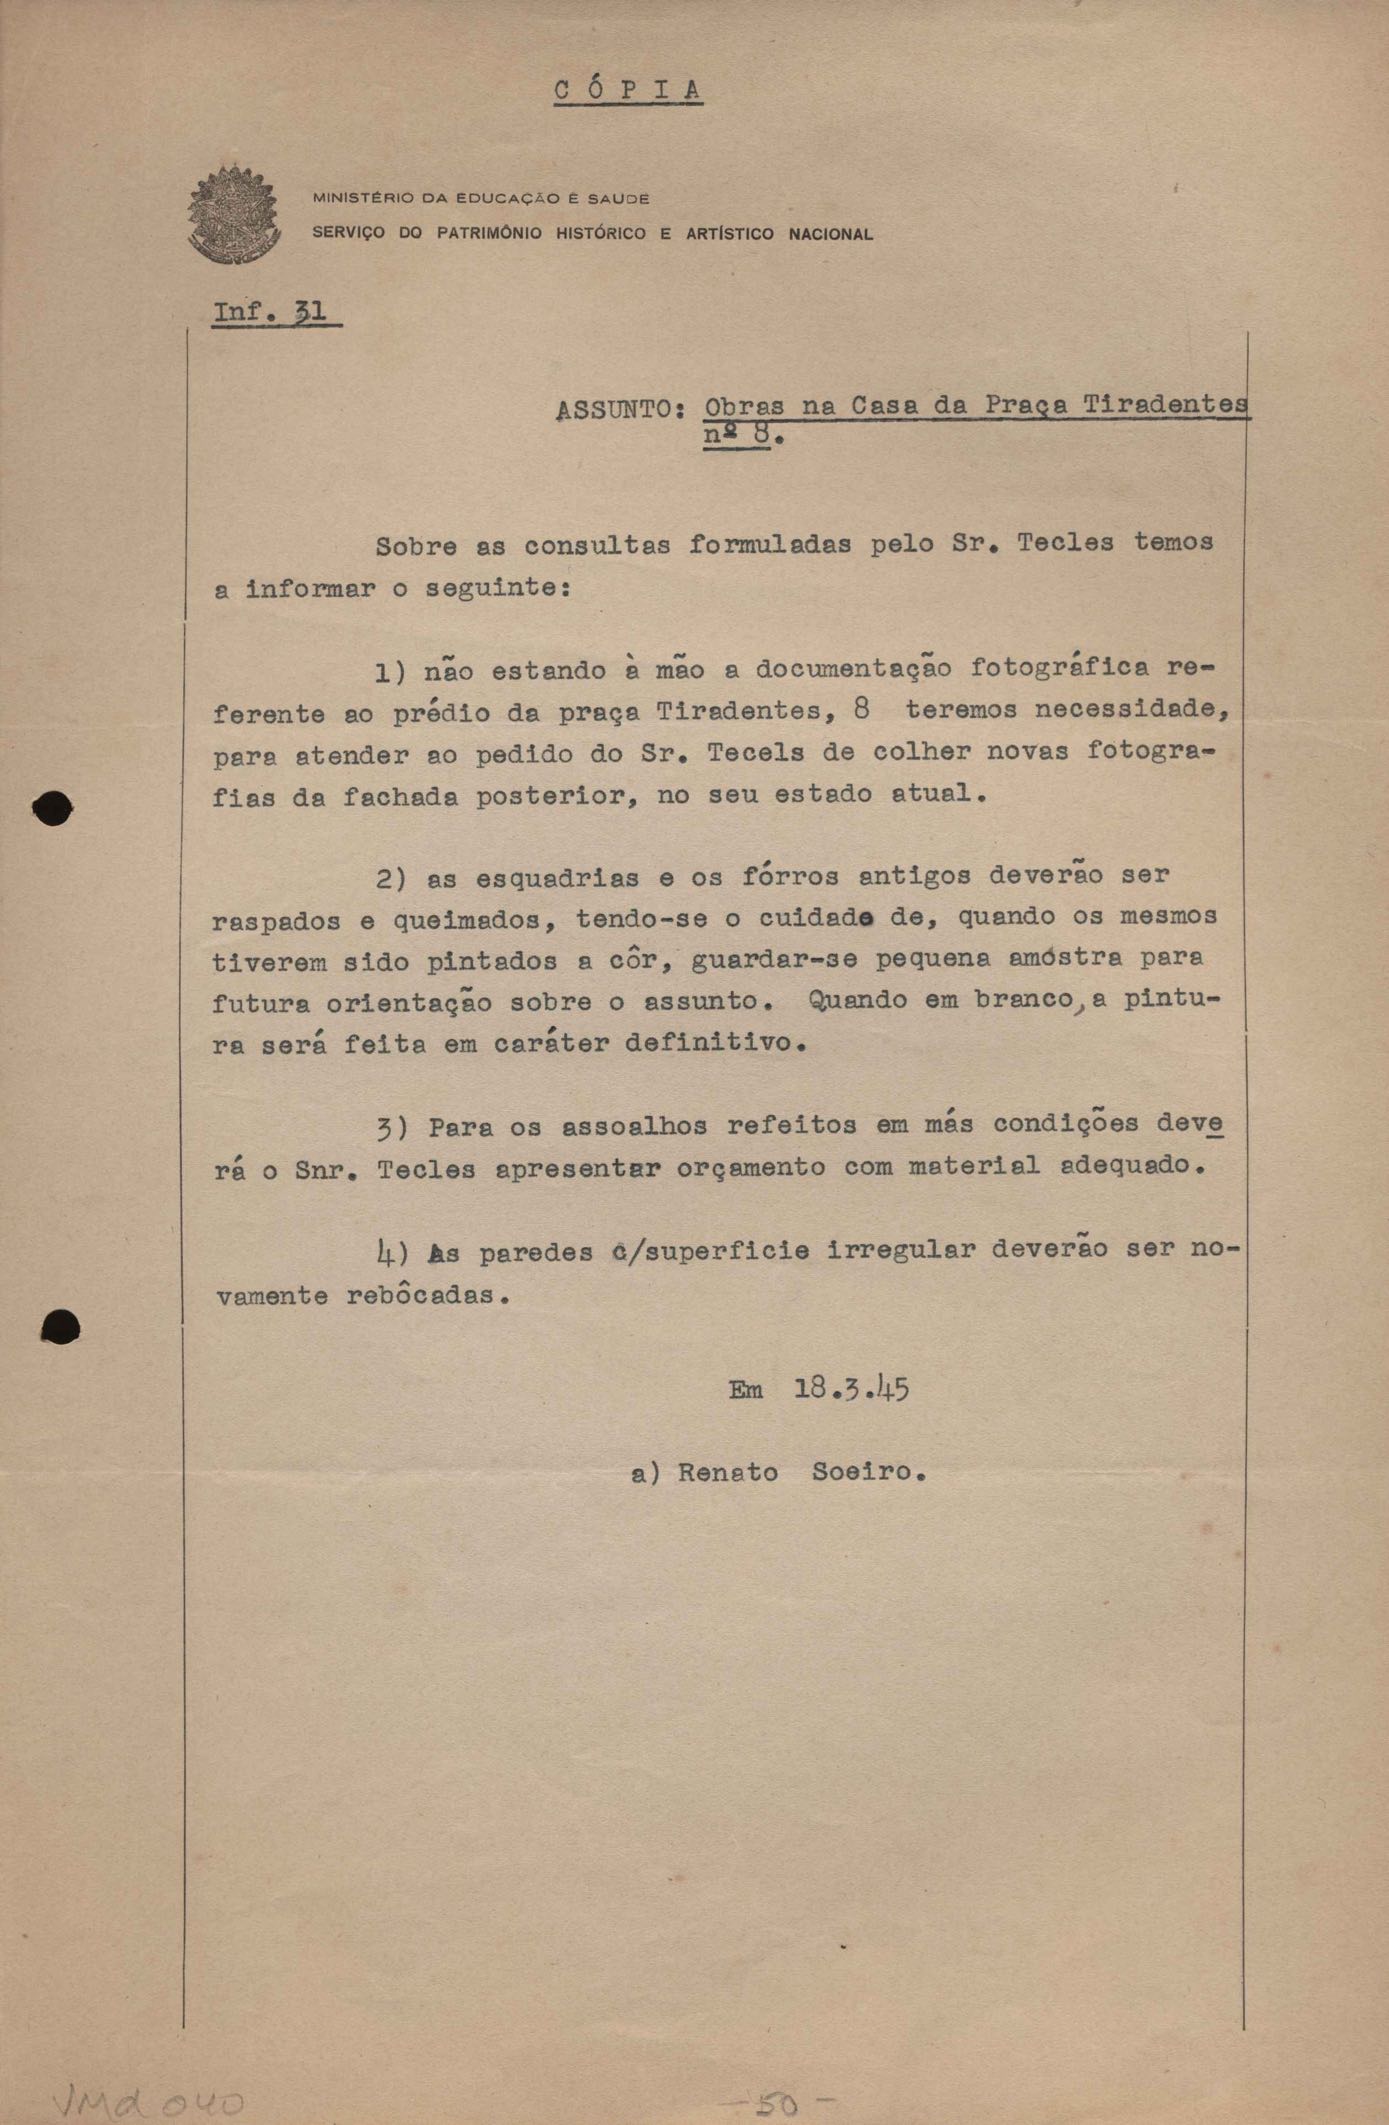 CÓPIA
MINISTÉRIO DA EDUCAÇÃO E SAUDE
SERVIÇO DO PATRIMÔNIO HISTÓRICO E ARTÍSTICO NACIONAL
Inf. 31
ASSUNTO: Obras na Casa da Praça Tiradentes
nº 8.
Sobre as consultas formuladas pelo Sr. Tecles temos
a informar o seguinte:
1) não estando à mão a documentação fotográfica re-
ferente ao prédio da praça Tiradentes, 8 teremos necessidade,
para atender ao pedido do Sr. Tecels de colher novas fotogra-
fias da fachada posterior, no seu estado atual.
2) as esquadrias e os fórros antigos deverão ser
raspados e queimados, tendo-se o cuidado de, quando os mesmos
tiverem sido pintados a côr, guardar-se pequena amóstra para
futura orientação sobre o assunto. Quando em branco, a pintu-
ra será feita em caráter definitivo.
3) Para os assoalhos refeitos em más condições deve
rá o Snr. Tecles apresentar orçamento com material adequado.
4) As paredes c/superficie irregular deverão ser no-
vamente rebôcadas.
Em 18.3.45
a) Renato Soeiro.
VMd 040
- 50 -